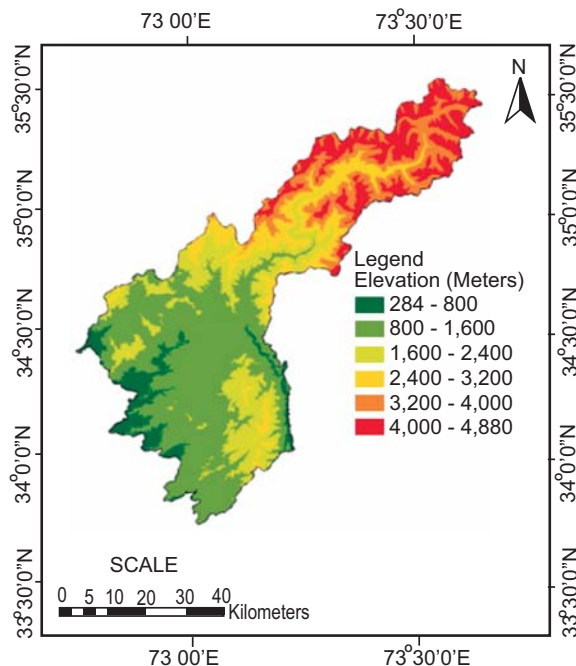 73 00'E 73°30'0"E
N
35°30'0"N 35°30'0"N
35°0'0"N 35°0'0"N
Legend
Elevation (Meters)
284 - 800
800 - 1,600
1,600 - 2,400
2,400 - 3,200
3,200 - 4,000
4,000 - 4,880
34°30'0"N 34°30'0"N
34°0'0"N 34°0'0"N
33°30'0"N 33°30'0"N
SCALE
0 5 10 20 30 40
Kilometers
73 00'E 73°30'0"E